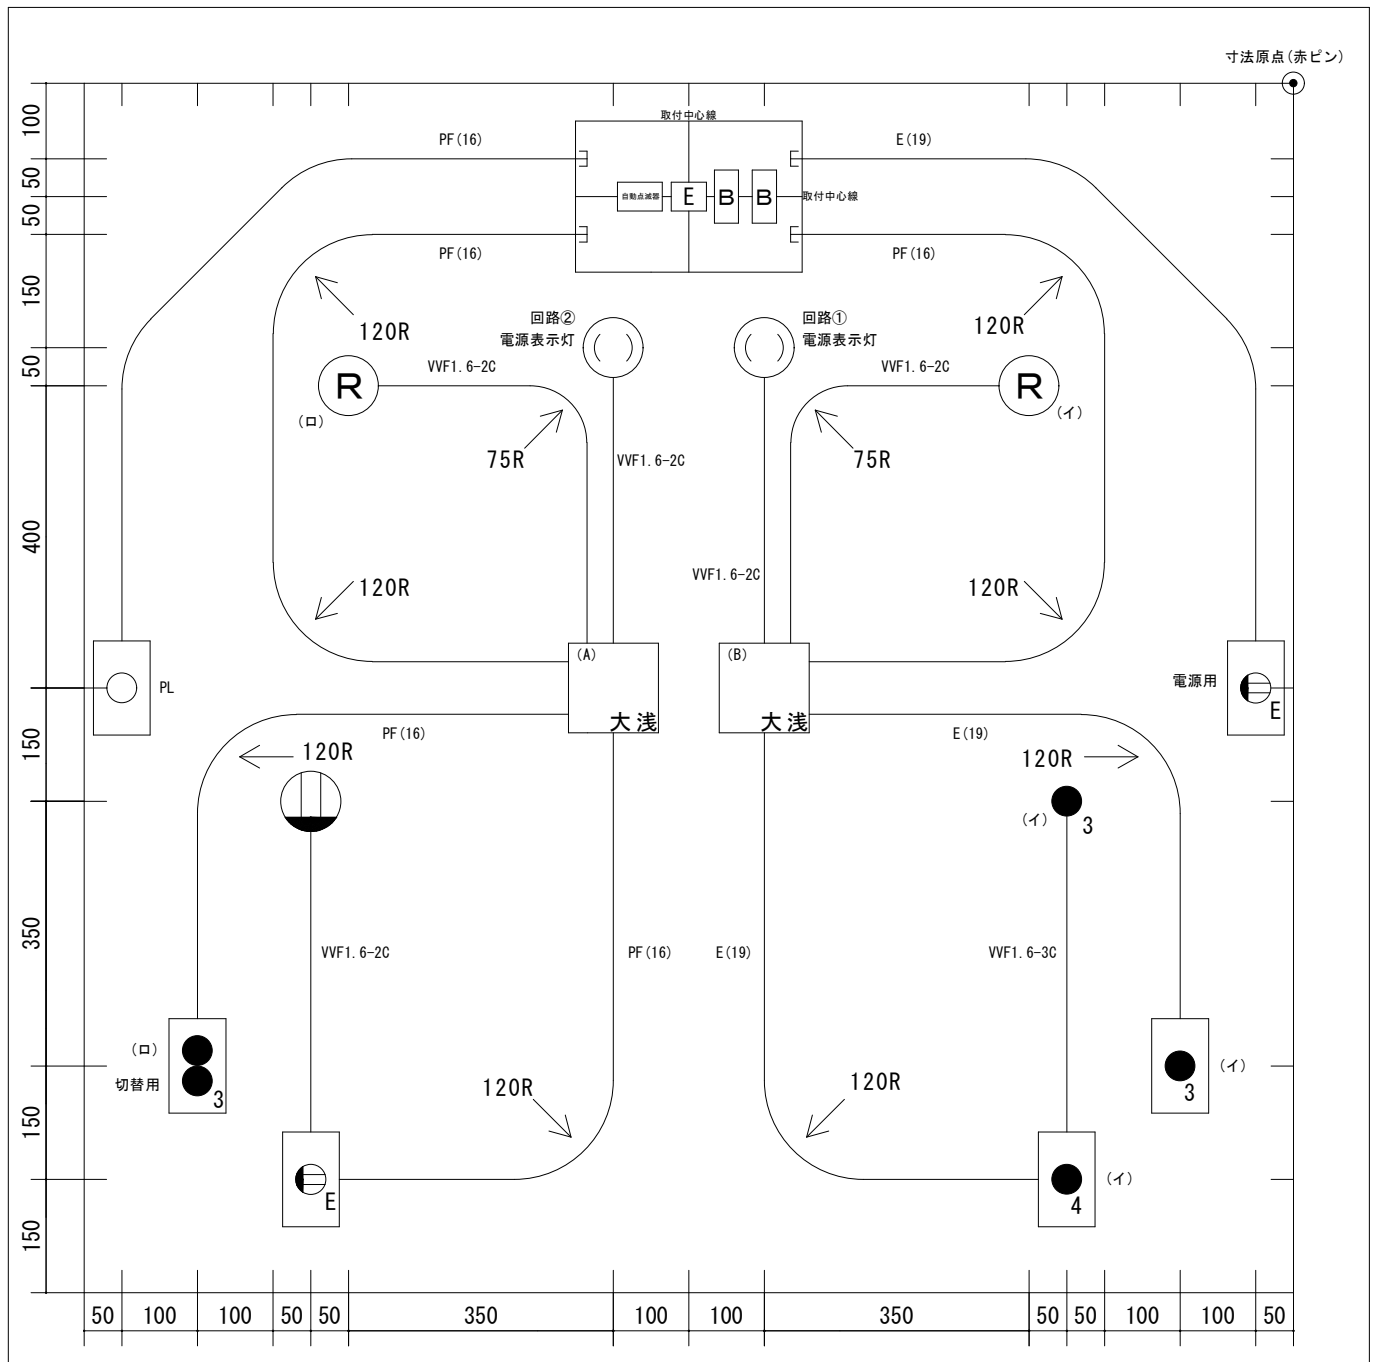 寸法原点(赤ピン)
取付中心線
PF(16)
E(19)
自動点滅器
E
B
B
取付中心線
PF(16)
PF(16)
120R
120R
回路②
電源表示灯
回路①
電源表示灯
VVF1.6-2C
VVF1.6-2C
R
R
(ロ)
(イ)
75R
75R
VVF1.6-2C
VVF1.6-2C
120R
120R
(A)
(B)
大浅
大浅
PL
電源用
E
PF(16)
E(19)
120R
120R
(イ)
3
VVF1.6-2C
PF(16)
E(19)
VVF1.6-3C
(ロ)
切替用
3
(イ)
3
120R
120R
E
(イ)
4
100
50
50
150
50
400
150
350
150
150
50 100 100 50 50 350 100 100 350 50 50 100 100 50